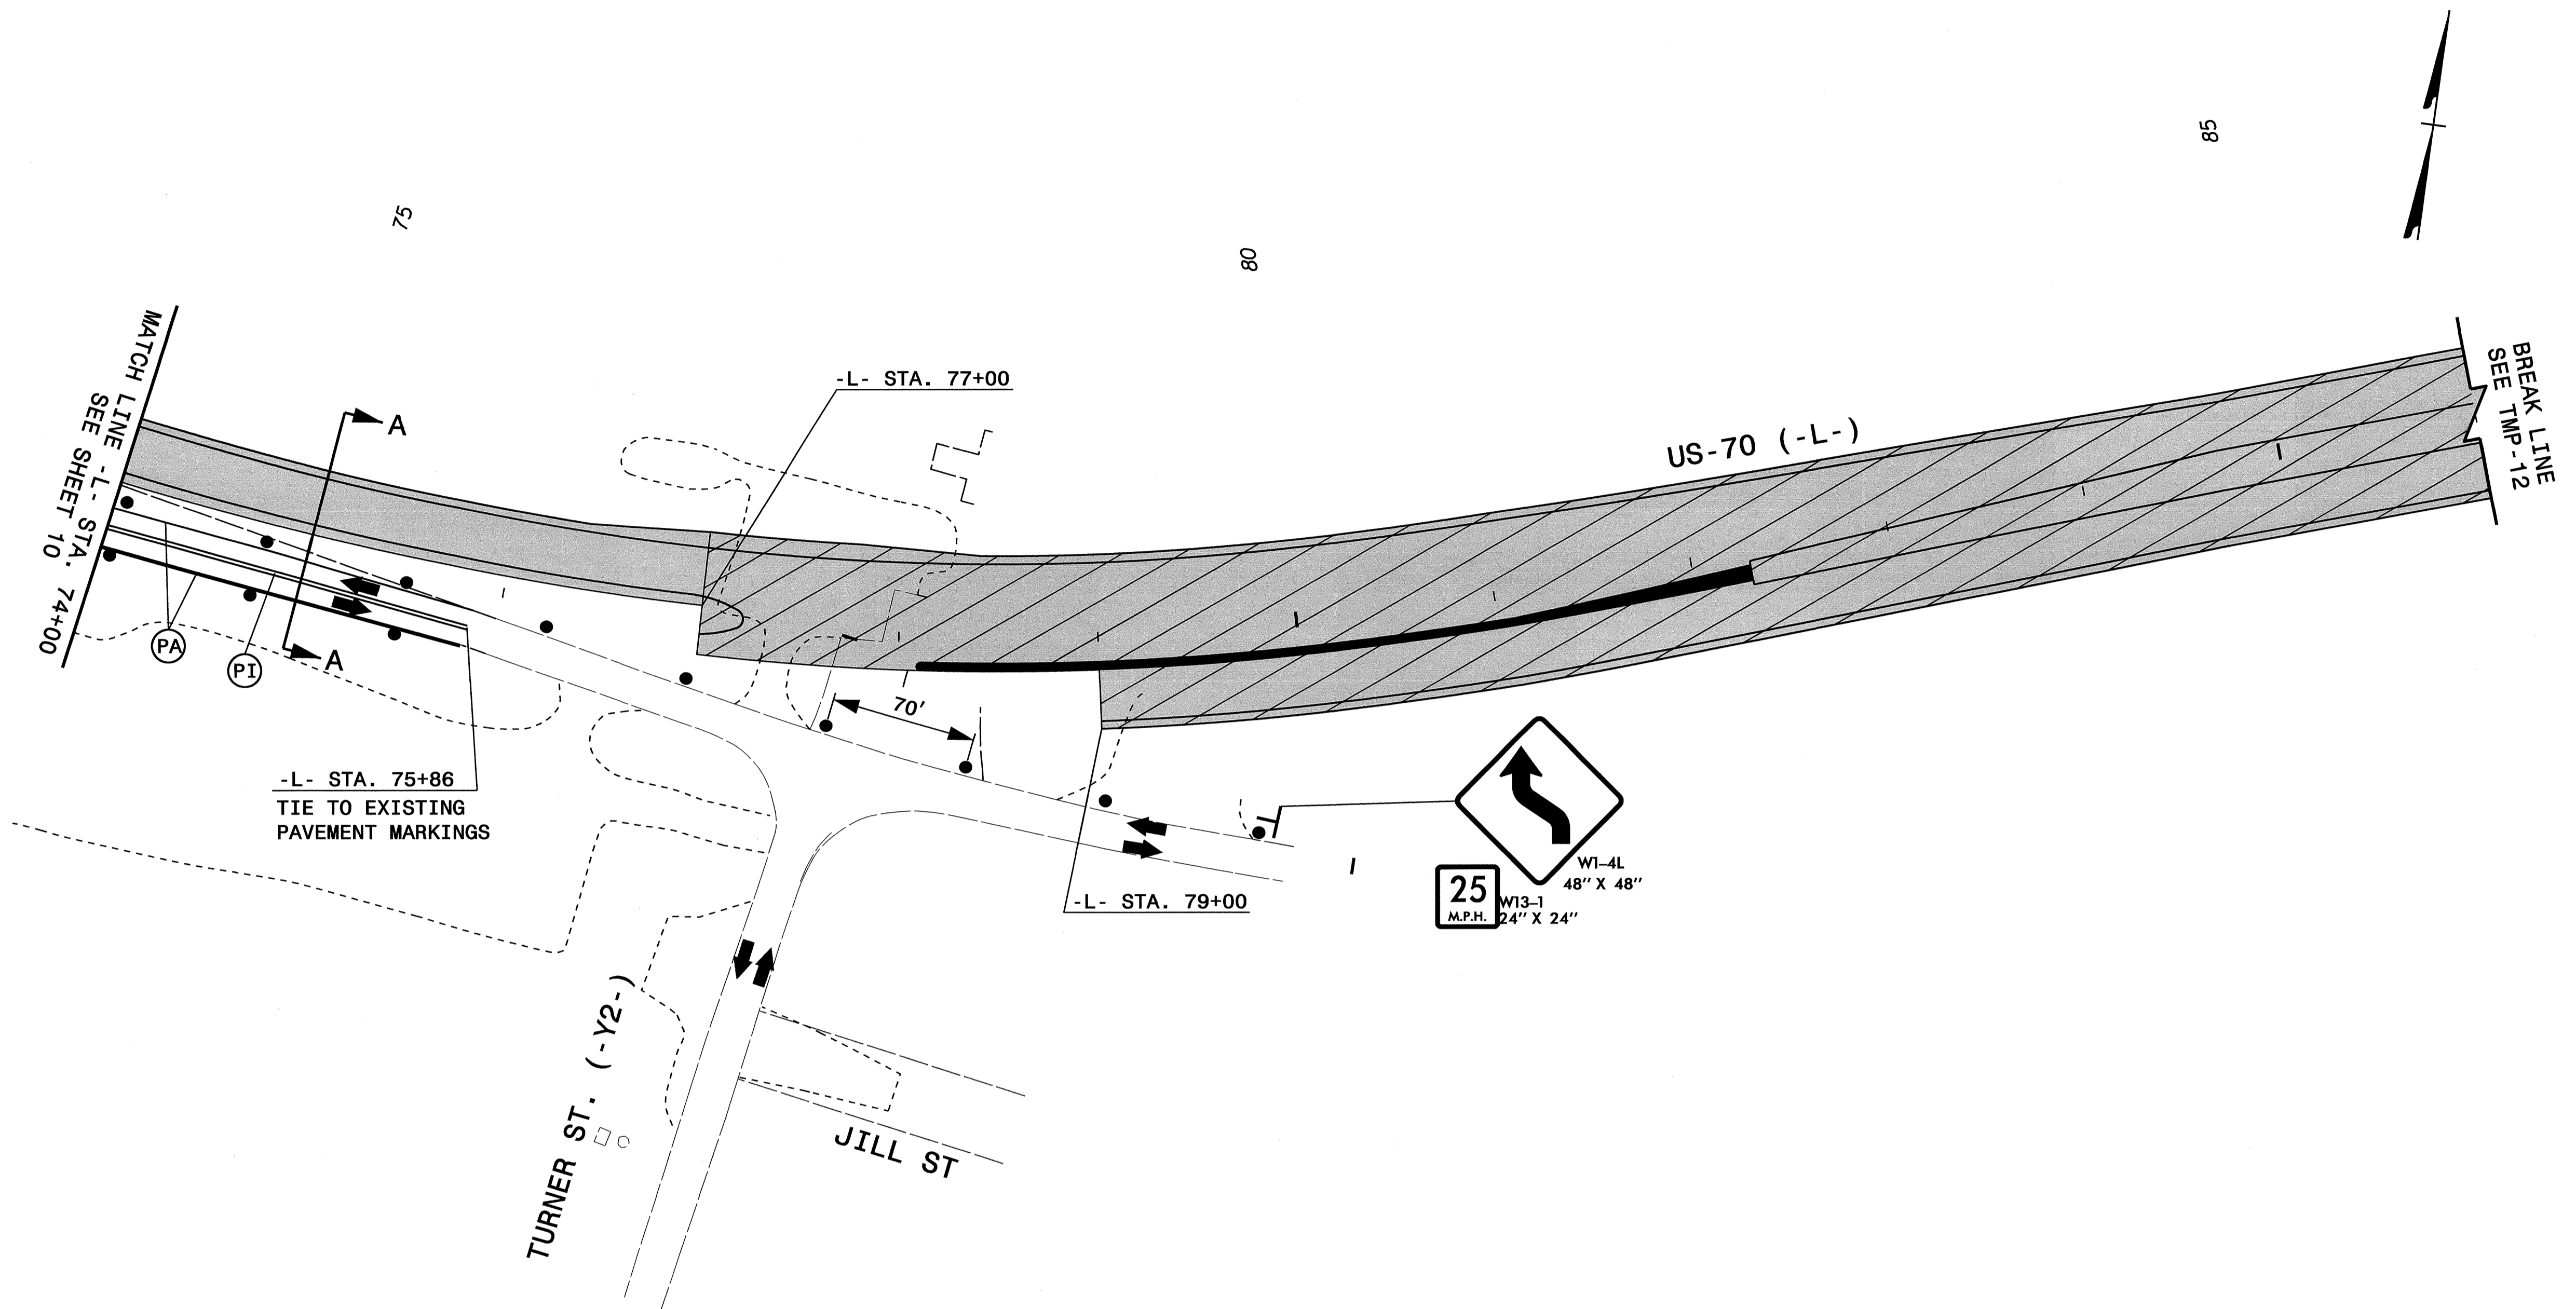 75
80
85
MATCH LINE -L- STA. 74+00
SEE SHEET 10
A
A
-L- STA. 77+00
US-70 (-L-)
BREAK LINE
SEE TMP-12
PA
PI
70'
-L- STA. 75+86
TIE TO EXISTING
PAVEMENT MARKINGS
-L- STA. 79+00
W1-4L
48" X 48"
25
M.P.H.
W13-1
24" X 24"
TURNER ST. (-Y2-)
JILL ST